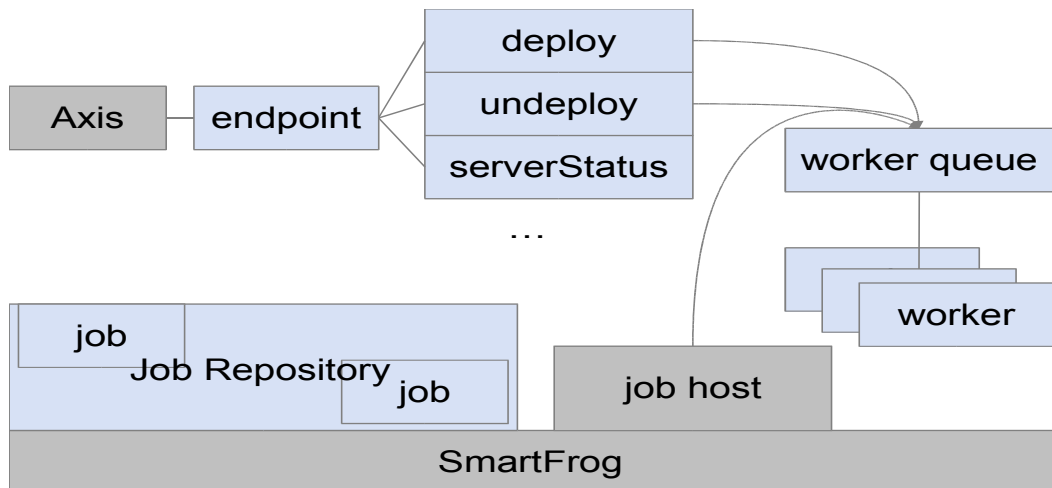 deploy
Axis
endpoint
undeploy
serverStatus
worker queue
...
worker
job
Job Repository
job
job host
SmartFrog